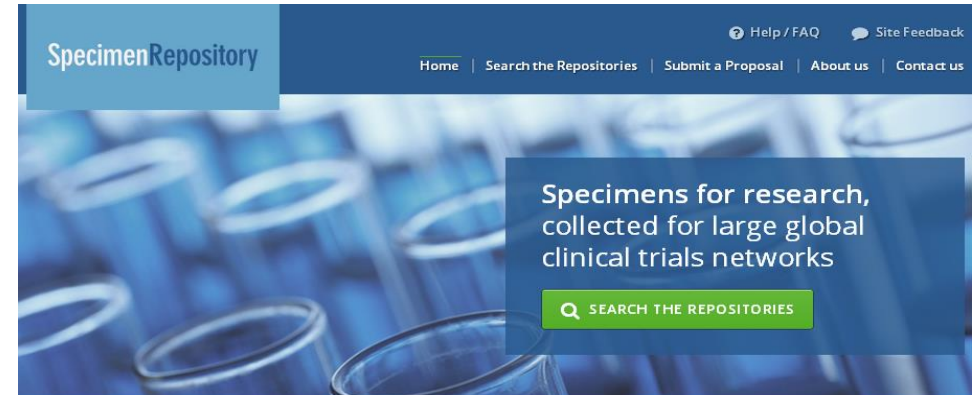 Help / FAQ Site Feedback
SpecimenRepository
Home | Search the Repositories | Submit a Proposal | About us | Contact us
Specimens for research,
collected for large global
clinical trials networks
SEARCH THE REPOSITORIES